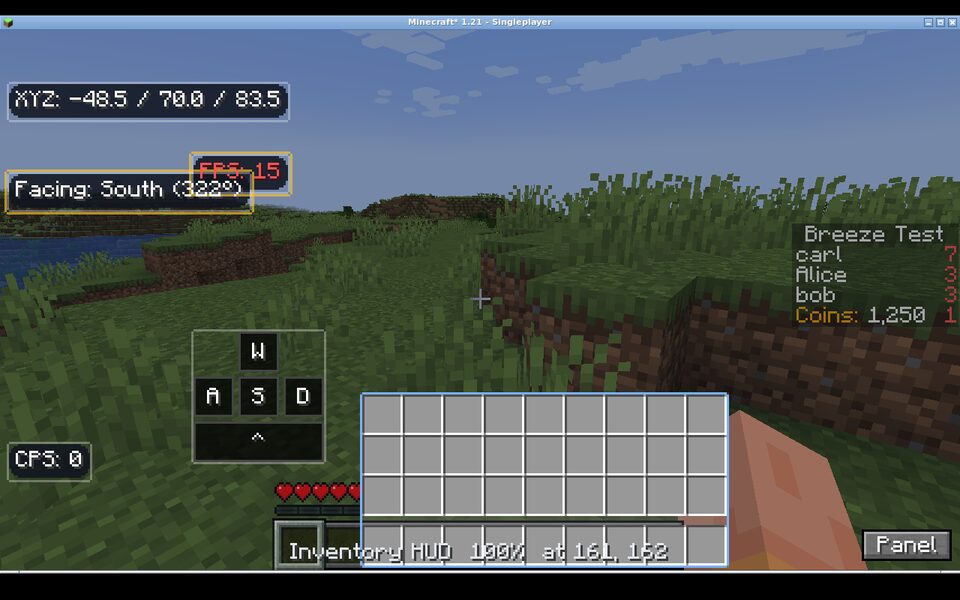 Minecraft* 1.21 - Singleplayer
XYZ: -48.5 / 70.0 / 83.5
FPS: 15
Facing: South (322°)
Breeze Test
carl 7
Alice 3
bob 3
Coins: 1,250 1
W
A S D
^
CPS: 0
Inventory HUD 100% at 161, 162
Panel